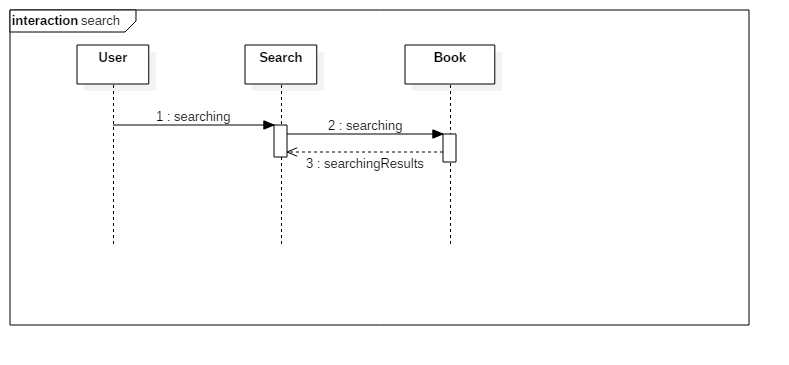 interaction search
User
Search
Book
1 : searching
2 : searching
3 : searchingResults